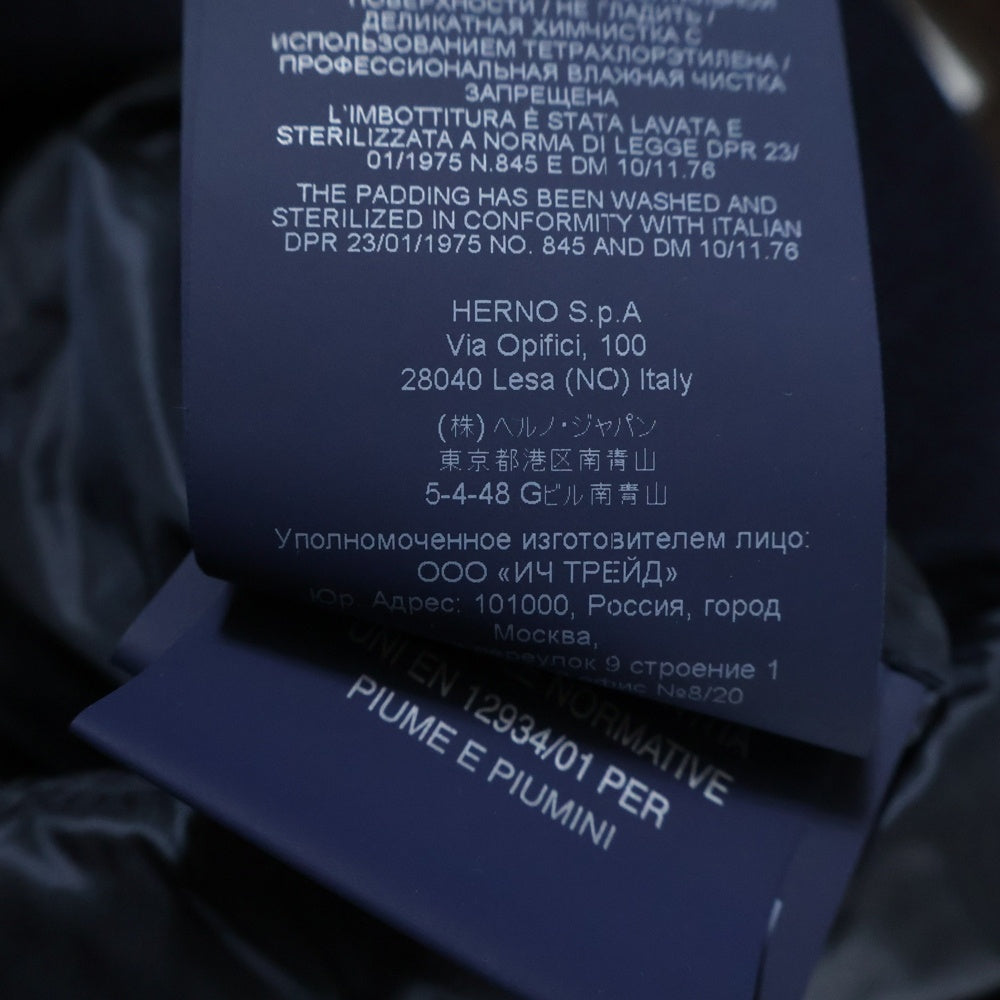 ПОВЕРХНОСТИ / НЕ ГЛАДИТЬ /
ДЕЛИКАТНАЯ ХИМЧИСТКА С
ИСПОЛЬЗОВАНИЕМ ТЕТРАХЛОРЭТИЛЕНА /
ПРОФЕССИОНАЛЬНАЯ ВЛАЖНАЯ ЧИСТКА
ЗАПРЕЩЕНА
L'IMBOTTITURA È STATA LAVATA E
STERILIZZATA A NORMA DI LEGGE DPR 23/
01/1975 N.845 E DM 10/11.76
THE PADDING HAS BEEN WASHED AND
STERILIZED IN CONFORMITY WITH ITALIAN
DPR 23/01/1975 NO. 845 AND DM 10/11.76
HERNO S.p.A
Via Opifici, 100
28040 Lesa (NO) Italy
(株) ヘルノ・ジャパン
東京都港区南青山
5-4-48 Gビル南青山
Уполномоченное изготовителем лицо:
ООО «ИЧ ТРЕЙД»
Юр. Адрес: 101000, Россия, город
Москва,
переулок 9 строение 1
офис №8/20
NORMATIVE
UNI EN 12934/01 PER
PIUME E PIUMINI